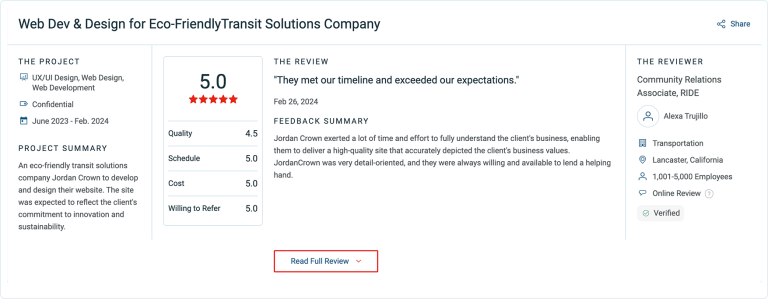 Web Dev & Design for Eco-FriendlyTransit Solutions Company
Share
THE PROJECT
UX/UI Design, Web Design,
Web Development
Confidential
June 2023 - Feb. 2024
PROJECT SUMMARY
An eco-friendly transit solutions
company Jordan Crown to develop
and design their website. The site
was expected to reflect the client's
commitment to innovation and
sustainability.
5.0
Quality 4.5
Schedule 5.0
Cost 5.0
Willing to Refer 5.0
THE REVIEW
"They met our timeline and exceeded our expectations."
Feb 26, 2024
FEEDBACK SUMMARY
Jordan Crown exerted a lot of time and effort to fully understand the client's business, enabling
them to deliver a high-quality site that accurately depicted the client's business values.
JordanCrown was very detail-oriented, and they were always willing and available to lend a helping
hand.
Read Full Review
THE REVIEWER
Community Relations
Associate, RIDE
Alexa Trujillo
Transportation
Lancaster, California
1,001-5,000 Employees
Online Review ?
Verified